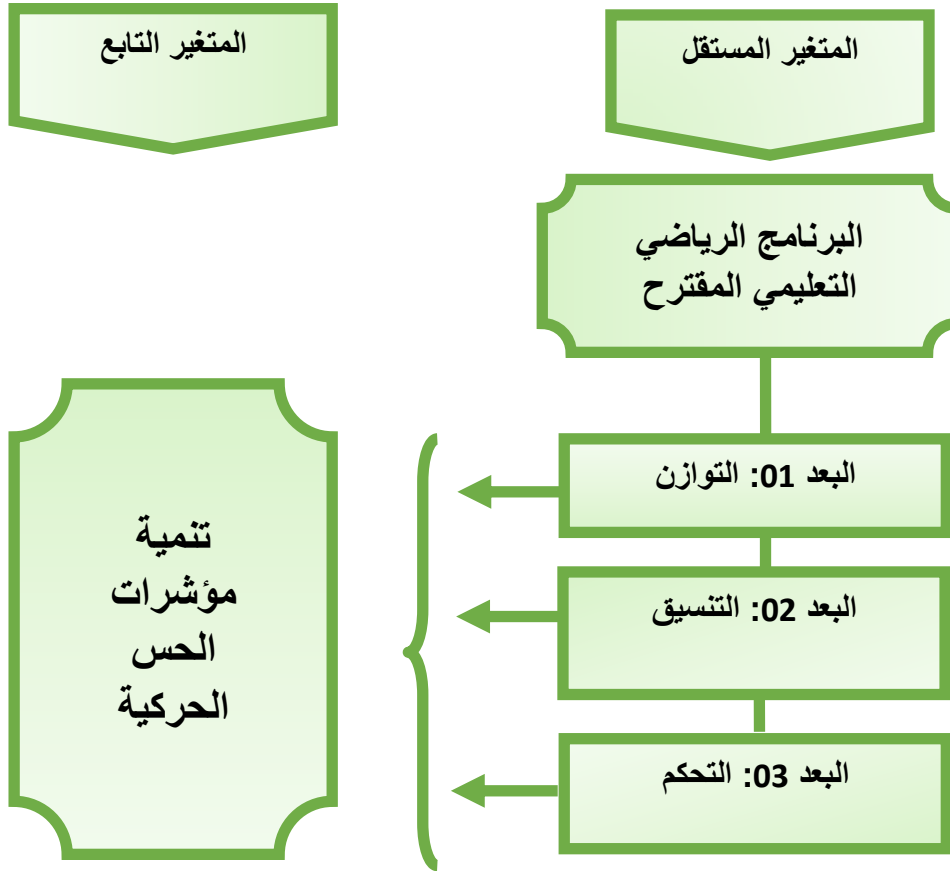 المتغير المستقل
المتغير التابع
البرنامج الرياضي
التعليمي المقترح
البعد 01: التوازن
البعد 02: التنسيق
البعد 03: التحكم
تنمية
مؤشرات
الحس
الحركية